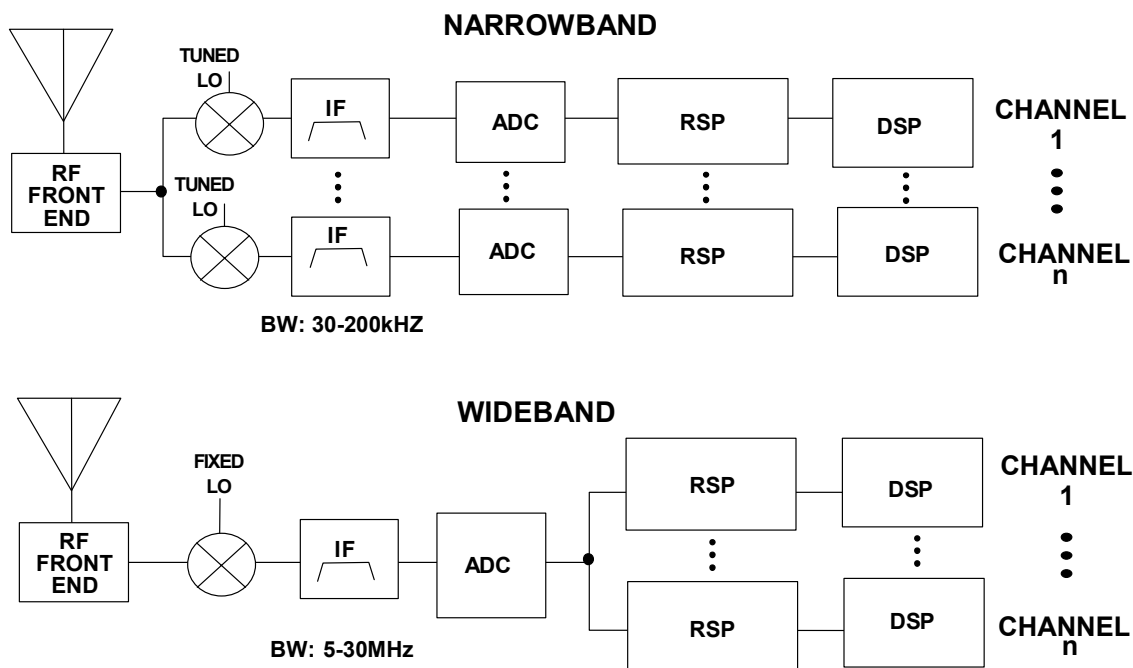 NARROWBAND
TUNED
LO
IF
ADC
RSP
DSP
CHANNEL
1
RF
FRONT
END
TUNED
LO
IF
ADC
RSP
DSP
CHANNEL
n
BW: 30-200kHZ
WIDEBAND
FIXED
LO
RF
FRONT
END
IF
ADC
RSP
DSP
CHANNEL
1
RSP
DSP
CHANNEL
n
BW: 5-30MHz